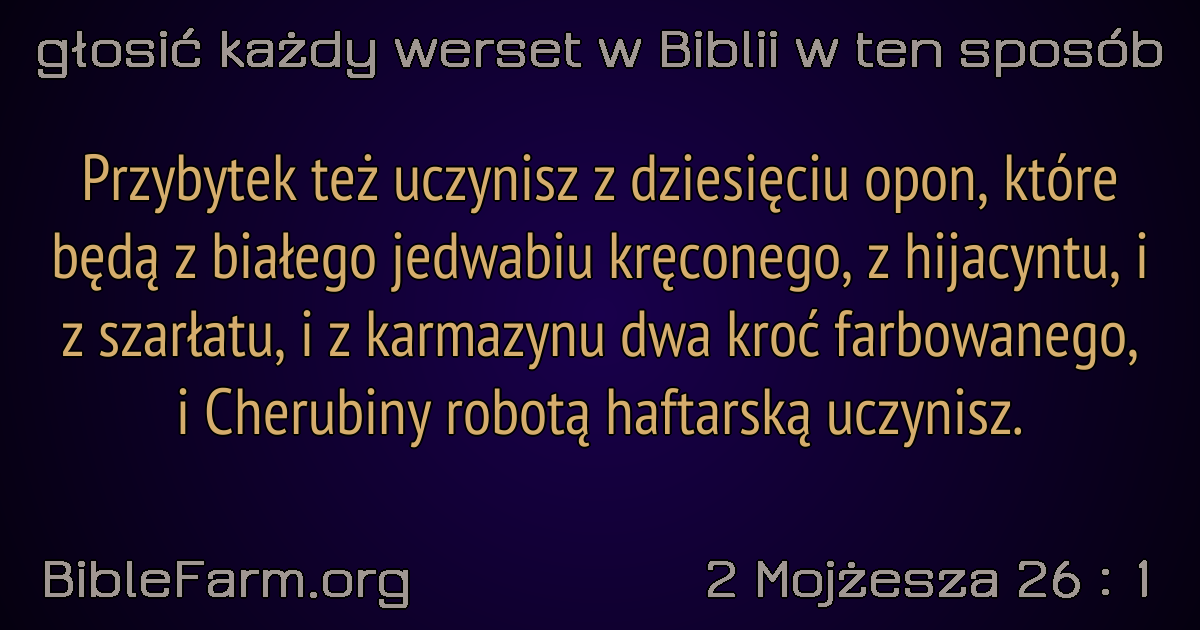 głosić każdy werset w Biblii w ten sposób
Przybytek też uczynisz z dziesięciu opon, które
będą z białego jedwabiu kręconego, z hijacyntu, i
z szarłatu, i z karmazynu dwa kroć farbowanego,
i Cherubiny robotą haftarską uczynisz.
BibleFarm.org
2 Mojżesza 26 : 1